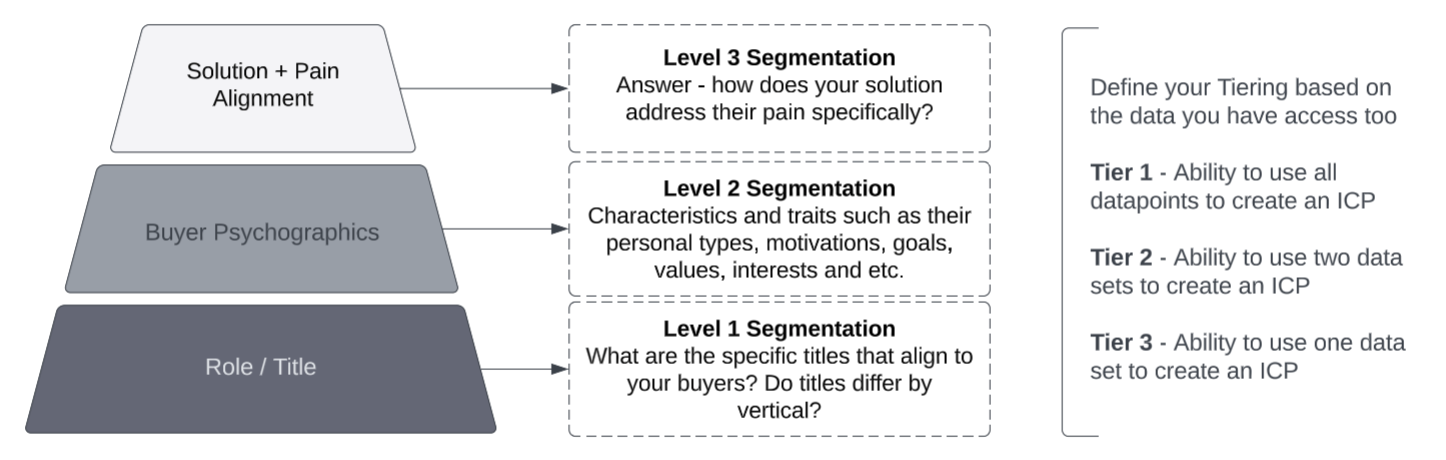 Solution + Pain
Alignment
Level 3 Segmentation
Answer - how does your solution
address their pain specifically?
Buyer Psychographics
Level 2 Segmentation
Characteristics and traits such as their
personal types, motivations, goals,
values, interests and etc.
Role / Title
Level 1 Segmentation
What are the specific titles that align to
your buyers? Do titles differ by
vertical?
Define your Tiering based on
the data you have access too
Tier 1 - Ability to use all
datapoints to create an ICP
Tier 2 - Ability to use two data
sets to create an ICP
Tier 3 - Ability to use one data
set to create an ICP